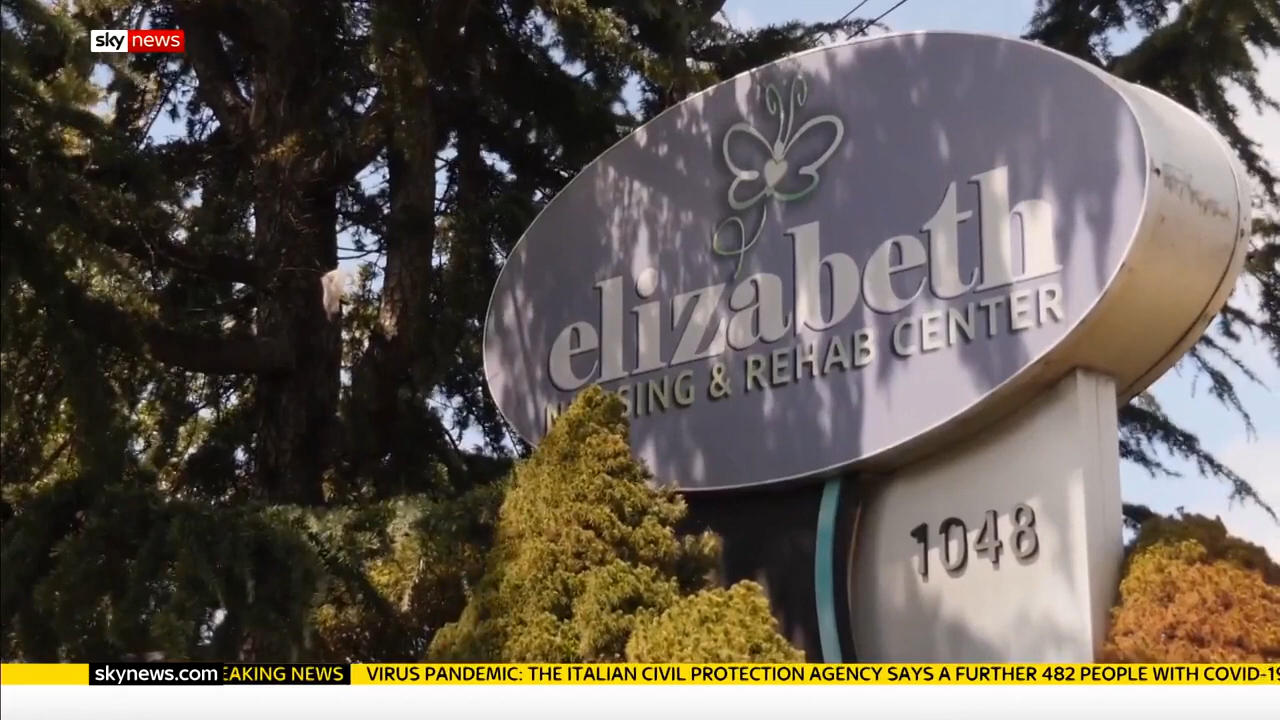 sky news
elizabeth
SING & REHAB CENTER
1048
skynews.com EAKING NEWS VIRUS PANDEMIC: THE ITALIAN CIVIL PROTECTION AGENCY SAYS A FURTHER 482 PEOPLE WITH COVID-19